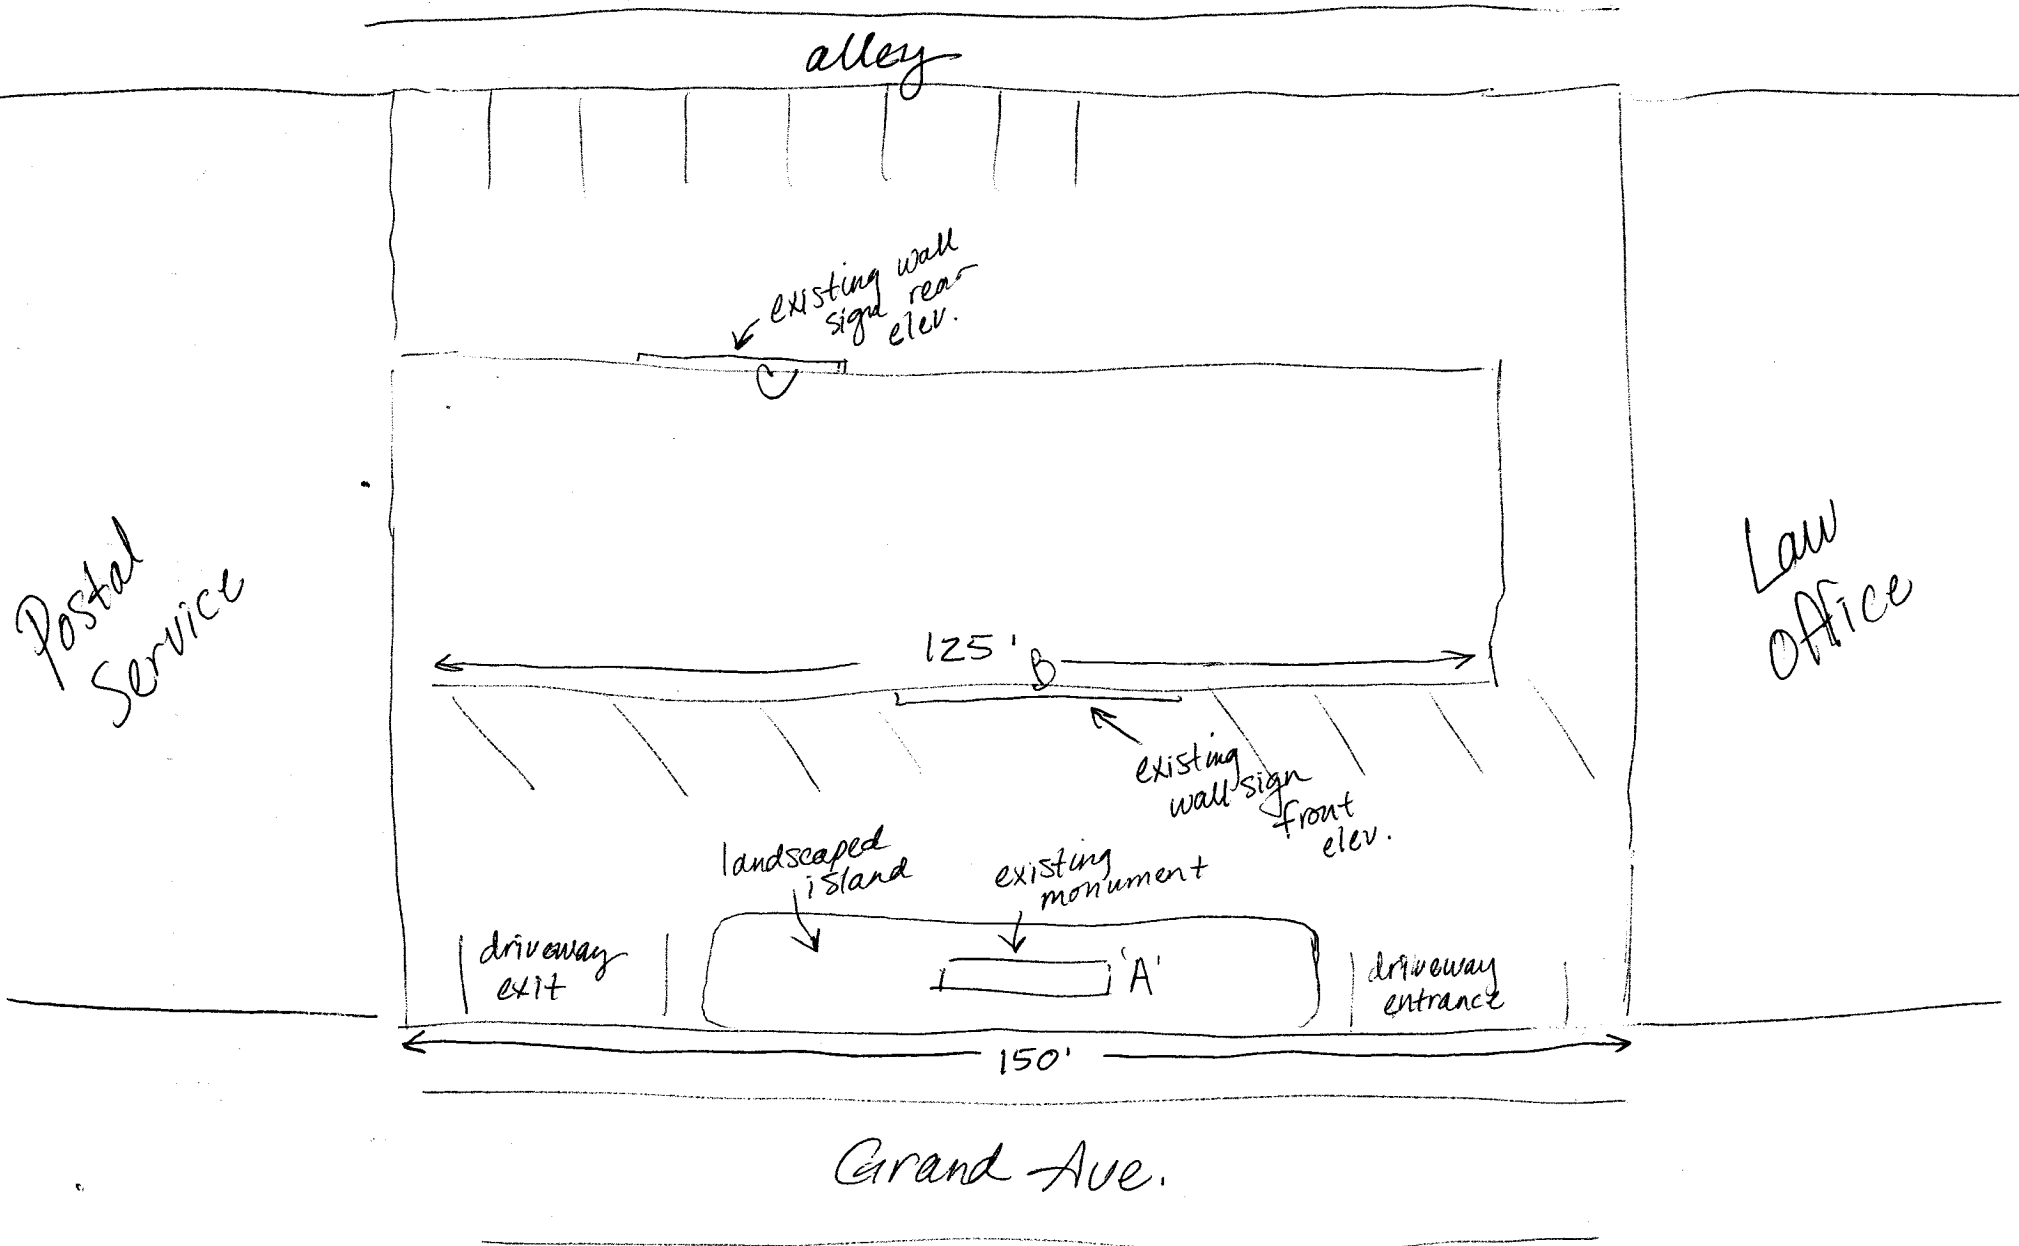 alley
existing wall
sign rear
elev.
C
Postal
Service
Law
Office
125'
B
existing
wall sign
front
elev.
landscaped
island
existing
monument
driveway
exit
'A'
driveway
entrance
150'
Grand Ave.